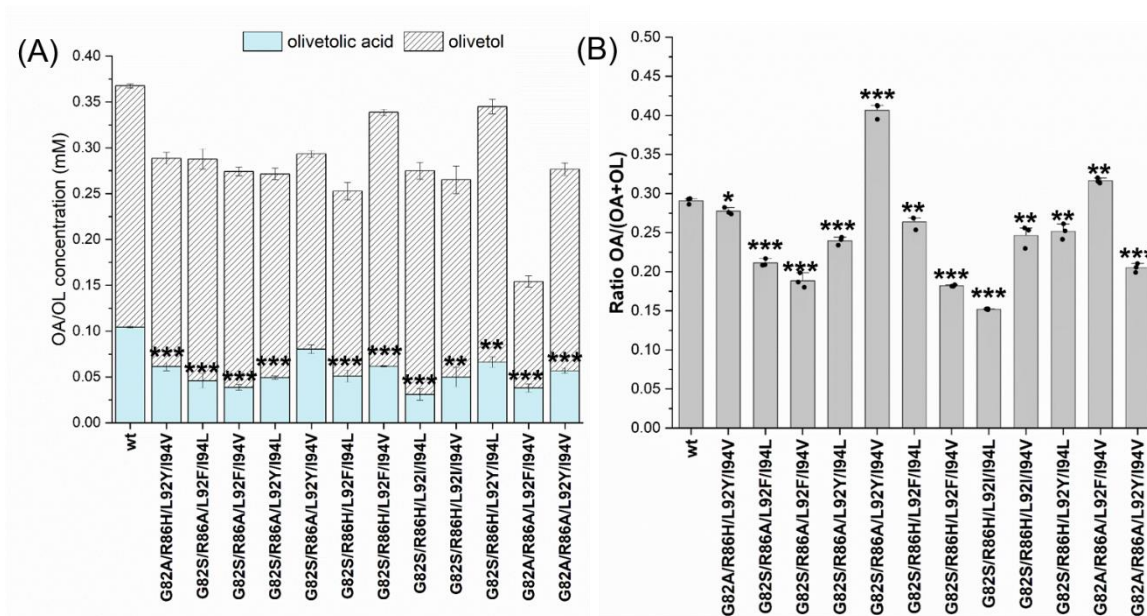 (A)
olivetolic acid
olivetol
OA/OL concentration (mM)
0.40
0.35
0.30
0.25
0.20
0.15
0.10
0.05
0.00
***
***
***
***
***
***
***
**
**
***
***
wt
G82A/R86H/L92Y/I94V
G82S/R86A/L92F/I94L
G82S/R86A/L92F/I94V
G82S/R86A/L92Y/I94L
G82S/R86A/L92Y/I94V
G82S/R86H/L92F/I94L
G82S/R86H/L92F/I94V
G82S/R86H/L92I/I94L
G82S/R86H/L92I/I94V
G82S/R86H/L92Y/I94L
G82A/R86A/L92F/I94V
G82A/R86A/L92Y/I94V
(B)
Ratio OA/(OA+OL)
0.50
0.45
0.40
0.35
0.30
0.25
0.20
0.15
0.10
0.05
0.00
*
***
***
***
***
**
***
***
**
**
**
***
wt
G82A/R86H/L92Y/I94V
G82S/R86A/L92F/I94L
G82S/R86A/L92F/I94V
G82S/R86A/L92Y/I94L
G82S/R86A/L92Y/I94V
G82S/R86H/L92F/I94L
G82S/R86H/L92F/I94V
G82S/R86H/L92I/I94L
G82S/R86H/L92I/I94V
G82S/R86H/L92Y/I94L
G82A/R86A/L92F/I94V
G82A/R86A/L92Y/I94V